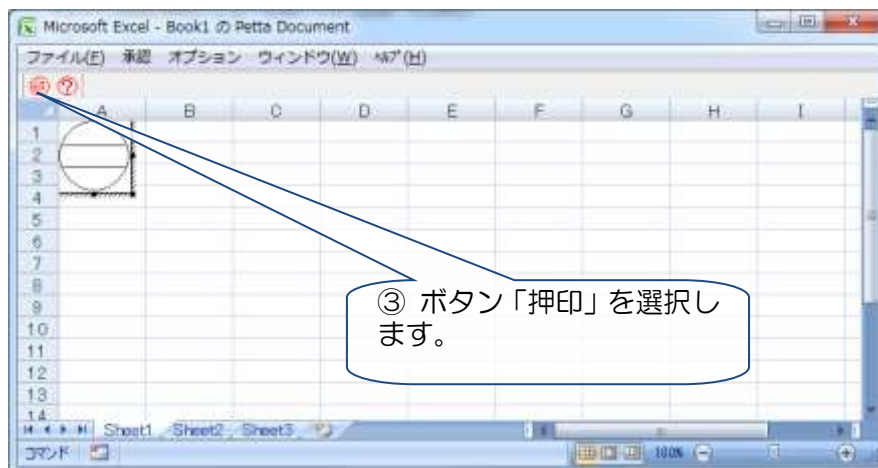 Microsoft Excel - Book1 の Petta Document
ファイル(F) 承認 オプション ウィンドウ(W) ヘルプ(H)
A B C D E F G H I
1
2
3
4
5
6
7
8
9
10
11
12
13
14
③ ボタン「押印」を選択し
ます。
Sheet1 Sheet2 Sheet3
コマンド 100%